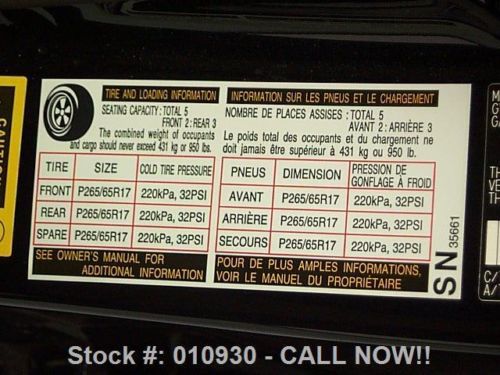 TIRE AND LOADING INFORMATION
SEATING CAPACITY: TOTAL 5
FRONT 2: REAR 3
The combined weight of occupants
and cargo should never exceed 431 kg or 950 lbs.
TIRE SIZE COLD TIRE PRESSURE
FRONT P265/65R17 220kPa, 32PSI
REAR P265/65R17 220kPa, 32PSI
SPARE P265/65R17 220kPa, 32PSI
SEE OWNER'S MANUAL FOR
ADDITIONAL INFORMATION
INFORMATION SUR LES PNEUS ET LE CHARGEMENT
NOMBRE DE PLACES ASSISES : TOTAL 5
AVANT 2: ARRIÈRE 3
Le poids total des occupants et du chargement ne
doit jamais être supérieur à 431 kg ou 950 lb.
PNEUS DIMENSION PRESSION DE
GONFLAGE À FROID
AVANT P265/65R17 220kPa, 32PSI
ARRIÈRE P265/65R17 220kPa, 32PSI
SECOURS P265/65R17 220kPa, 32PSI
POUR DE PLUS AMPLES INFORMATIONS,
VOIR LE MANUEL DU PROPRIÉTAIRE
SN 35661
Stock #: 010930 - CALL NOW!!